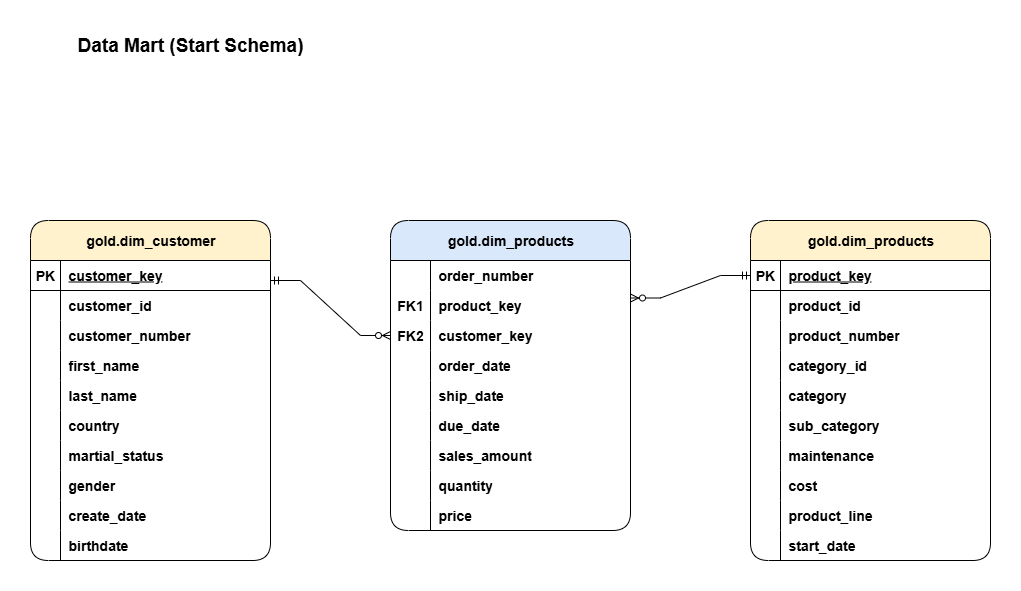 Data Mart (Start Schema)
gold.dim_customer
PK customer_key
customer_id
customer_number
first_name
last_name
country
martial_status
gender
create_date
birthdate
gold.dim_products
order_number
FK1 product_key
FK2 customer_key
order_date
ship_date
due_date
sales_amount
quantity
price
gold.dim_products
PK product_key
product_id
product_number
category_id
category
sub_category
maintenance
cost
product_line
start_date